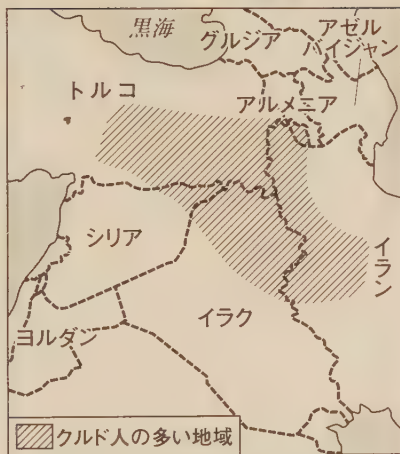 黒海
グルジア
アゼル
バイジャン
トルコ
アルメニア
シリア
イラン
イラク
ヨルダン
クルド人の多い地域